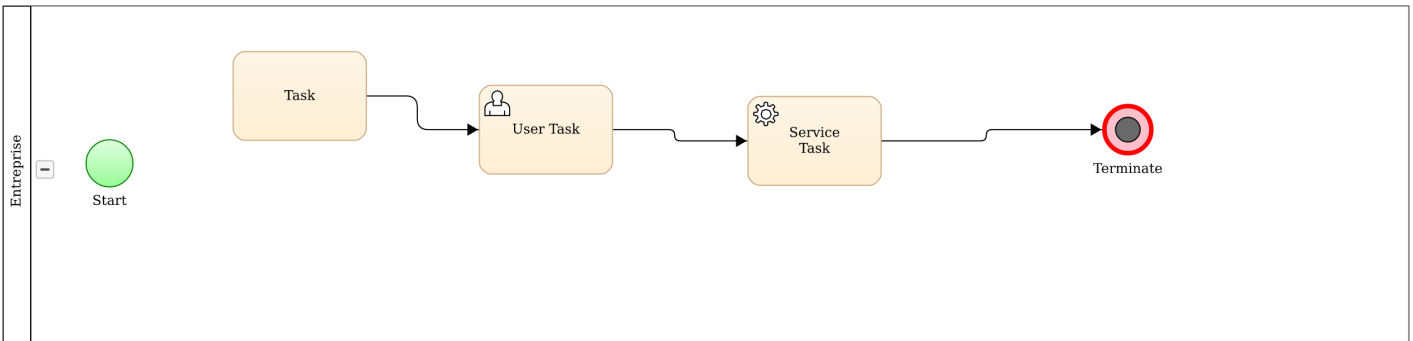 Entreprise
Start
Task
User Task
Service
Task
Terminate